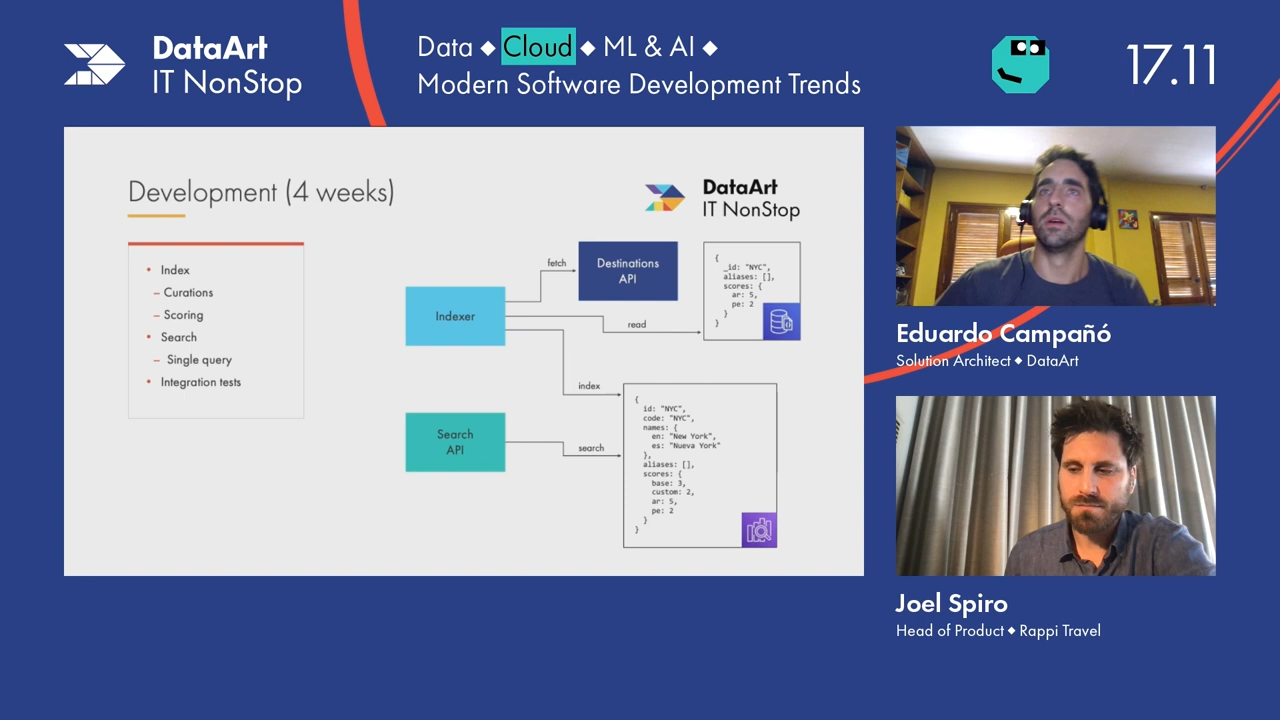 DataArt
IT NonStop
Data ◆ Cloud ◆ ML & AI ◆
Modern Software Development Trends
17.11
Development (4 weeks)
DataArt
IT NonStop
• Index
– Curations
– Scoring
• Search
– Single query
• Integration tests
Indexer
fetch
Destinations
API
read
{
_id: "NYC",
aliases: [],
scores: {
ar: 5,
pe: 2
}
}
index
Search
API
search
{
id: "NYC",
code: "NYC",
names: {
en: "New York",
es: "Nueva York"
},
aliases: [],
scores: {
base: 3,
custom: 2,
ar: 5,
pe: 2
}
}
Eduardo Campañó
Solution Architect ◆ DataArt
Joel Spiro
Head of Product ◆ Rappi Travel